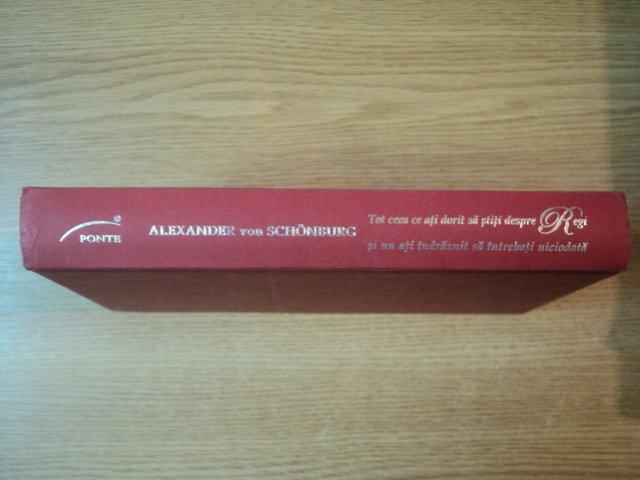 PONTE®
ALEXANDER von SCHÖNBURG
Tot ceea ce ați dorit să știți despre Regi
și nu ați îndrăznit să întrebați niciodată